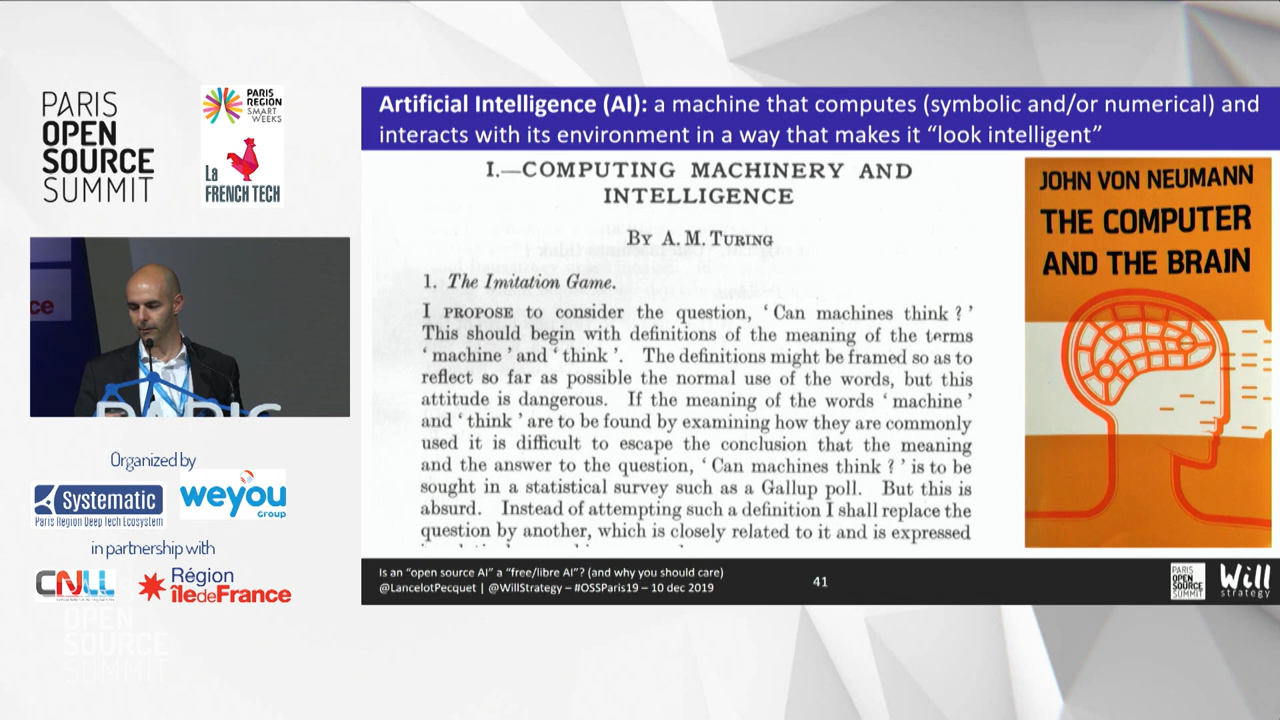 PARIS
OPEN
SOURCE
SUMMIT
PARIS
REGION
SMART
WEEKS
La
FRENCH TECH
ce
PARIS
Organized by
Systematic
Paris Region Deep Tech Ecosystem
weyou
Group
in partnership with
CNLL
Région
îledeFrance
OPEN
SOURCE
SUMMIT
Artificial Intelligence (AI): a machine that computes (symbolic and/or numerical) and
interacts with its environment in a way that makes it “look intelligent”
I.—COMPUTING MACHINERY AND
INTELLIGENCE
By A. M. Turing
1. The Imitation Game.
I PROPOSE to consider the question, ‘Can machines think?’
This should begin with definitions of the meaning of the terms
‘machine’ and ‘think’. The definitions might be framed so as to
reflect so far as possible the normal use of the words, but this
attitude is dangerous. If the meaning of the words ‘machine’
and ‘think’ are to be found by examining how they are commonly
used it is difficult to escape the conclusion that the meaning
and the answer to the question, ‘Can machines think?’ is to be
sought in a statistical survey such as a Gallup poll. But this is
absurd. Instead of attempting such a definition I shall replace the
question by another, which is closely related to it and is expressed
JOHN VON NEUMANN
THE COMPUTER
AND THE BRAIN
Is an “open source AI” a “free/libre AI”? (and why you should care)
@LancelotPecquet | @WillStrategy – #OSSParis19 – 10 dec 2019
41
PARIS
OPEN
SOURCE
SUMMIT
Will
strategy